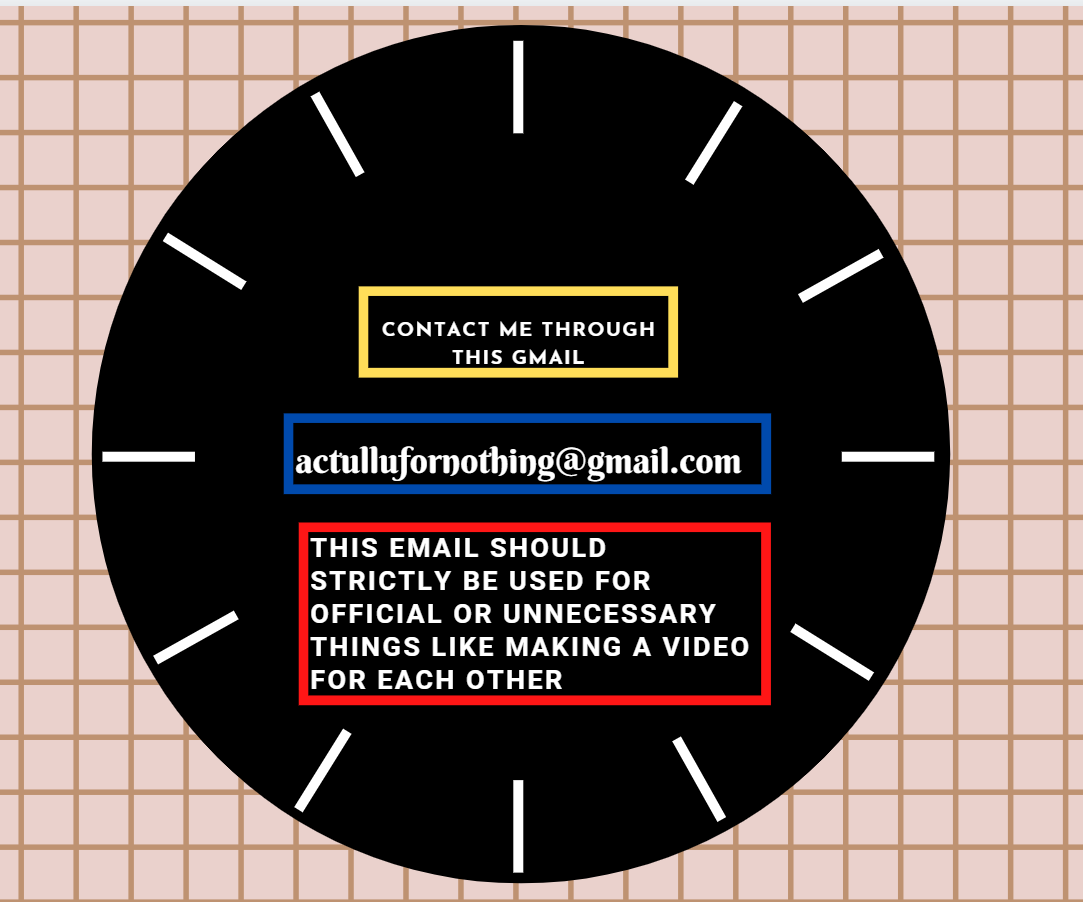 CONTACT ME THROUGH
THIS GMAIL
actullufornothing@gmail.com
THIS EMAIL SHOULD
STRICTLY BE USED FOR
OFFICIAL OR UNNECESSARY
THINGS LIKE MAKING A VIDEO
FOR EACH OTHER